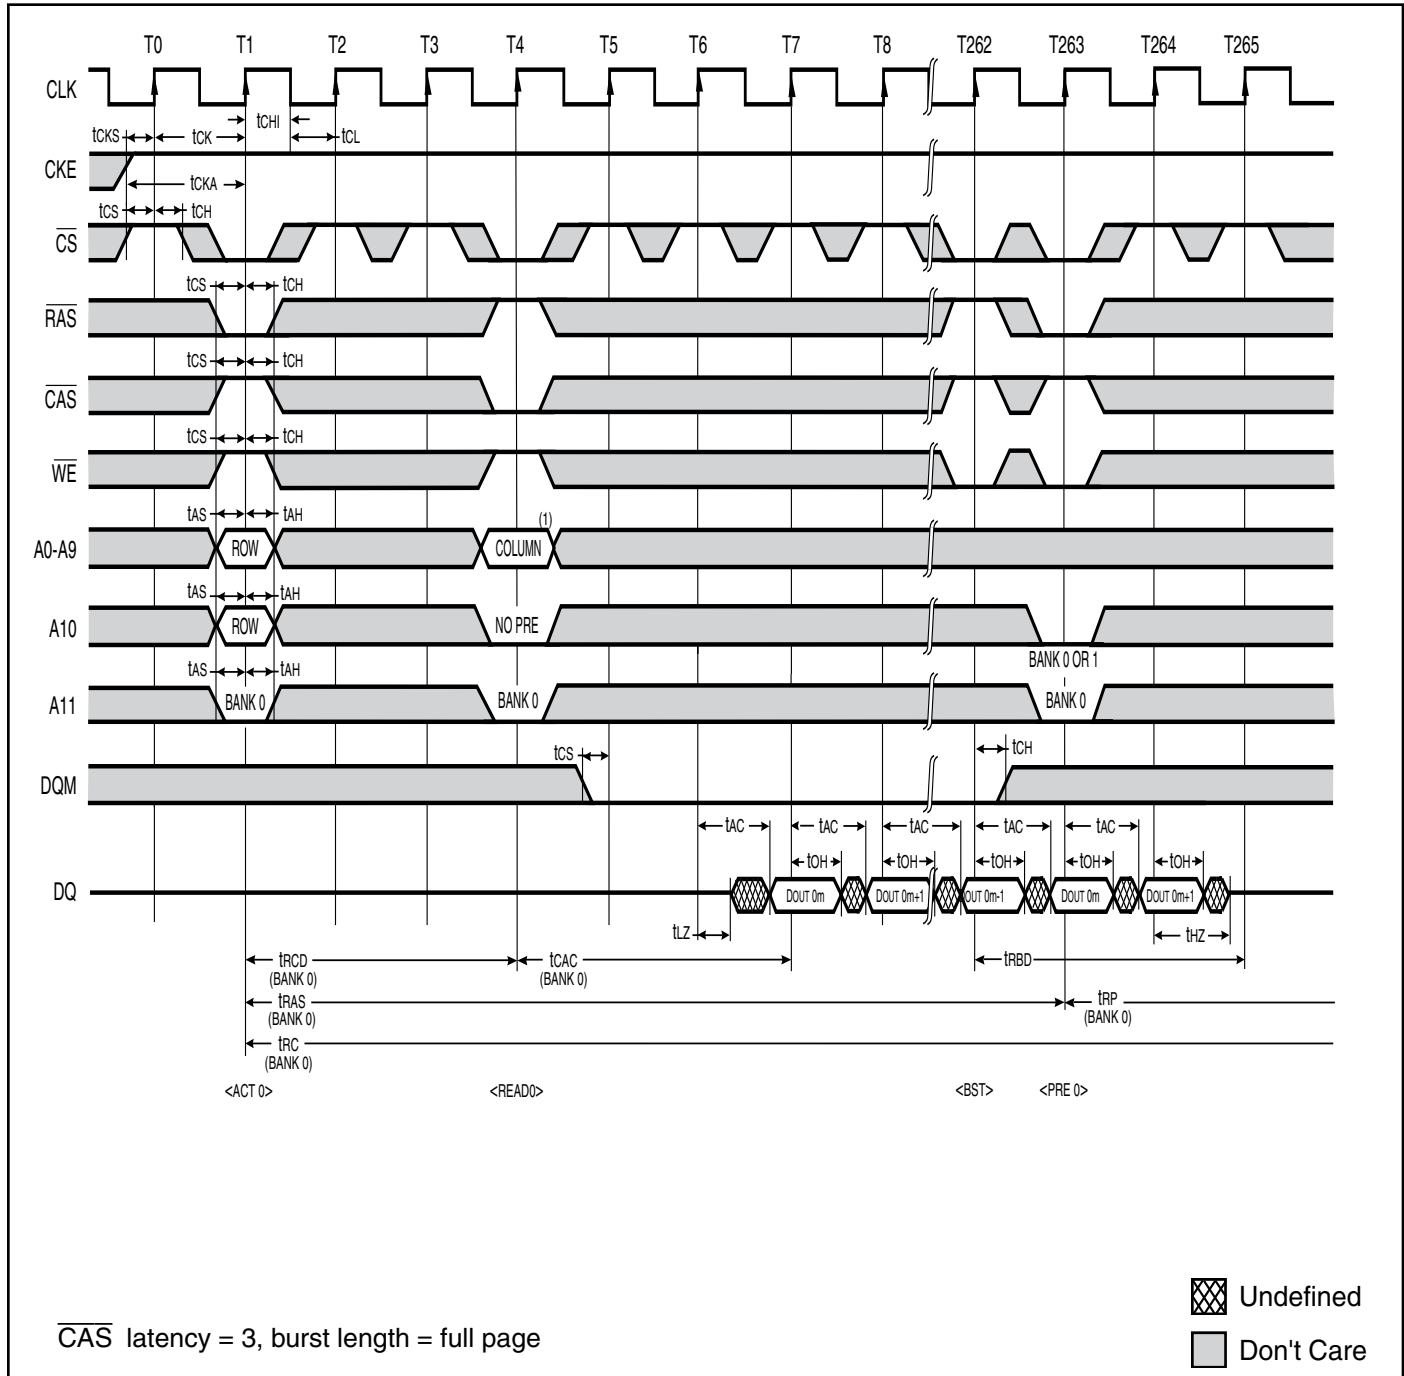 T0 T1 T2 T3 T4 T5 T6 T7 T8 T262 T263 T264 T265
CLK
tCHI
tCKS tCK tCL
CKE
tCKA
tCS tCH
CS
tCS tCH
RAS
tCS tCH
CAS
tCS tCH
WE
tAS tAH
(1)
A0-A9 ROW COLUMN
tAS tAH
A10 ROW NO PRE
BANK 0 OR 1
tAS tAH
A11 BANK 0 BANK 0 BANK 0
tCS tCH
DQM
tAC tAC tAC tAC tAC
tOH tOH tOH tOH tOH
DQ DOUT 0m DOUT 0m+1 OUT 0m-1 DOUT 0m DOUT 0m+1
tLZ tHZ
tRCD tCAC tRBD
(BANK 0) (BANK 0)
tRAS tRP
(BANK 0) (BANK 0)
tRC
(BANK 0)
<ACT 0> <READ0> <BST> <PRE 0>
Undefined
CAS latency = 3, burst length = full page
Don't Care